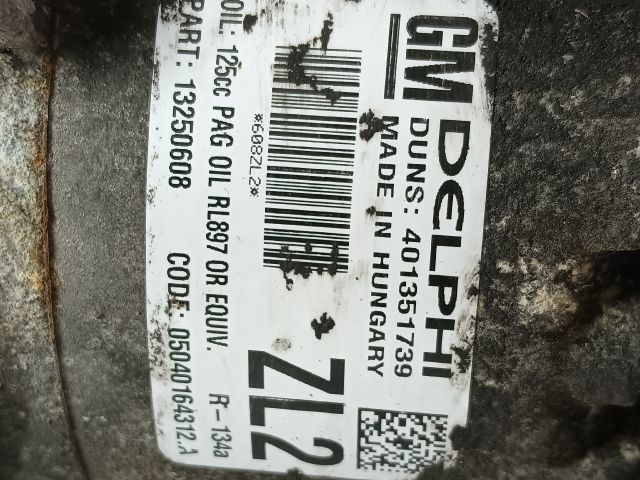 GM DELPHI
DUNS: 401351739
MADE IN HUNGARY
*608ZL2*
ZL2
OIL: 125cc PAG OIL RL897 OR EQUIV. R-134a
PART: 13250608 CODE: 05040164312.A